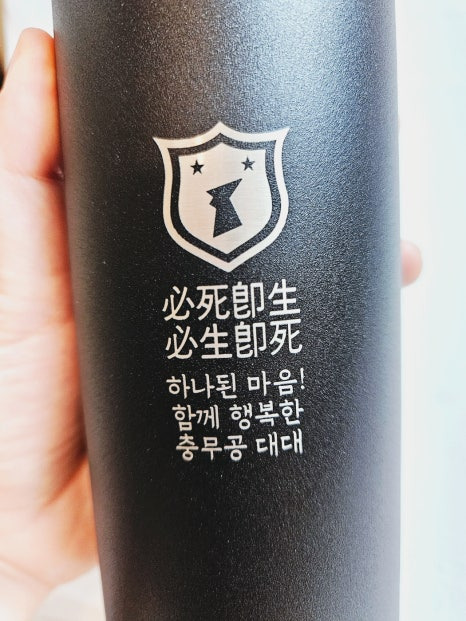 必死卽生
必生卽死
하나된 마음!
함께 행복한
충무공 대대